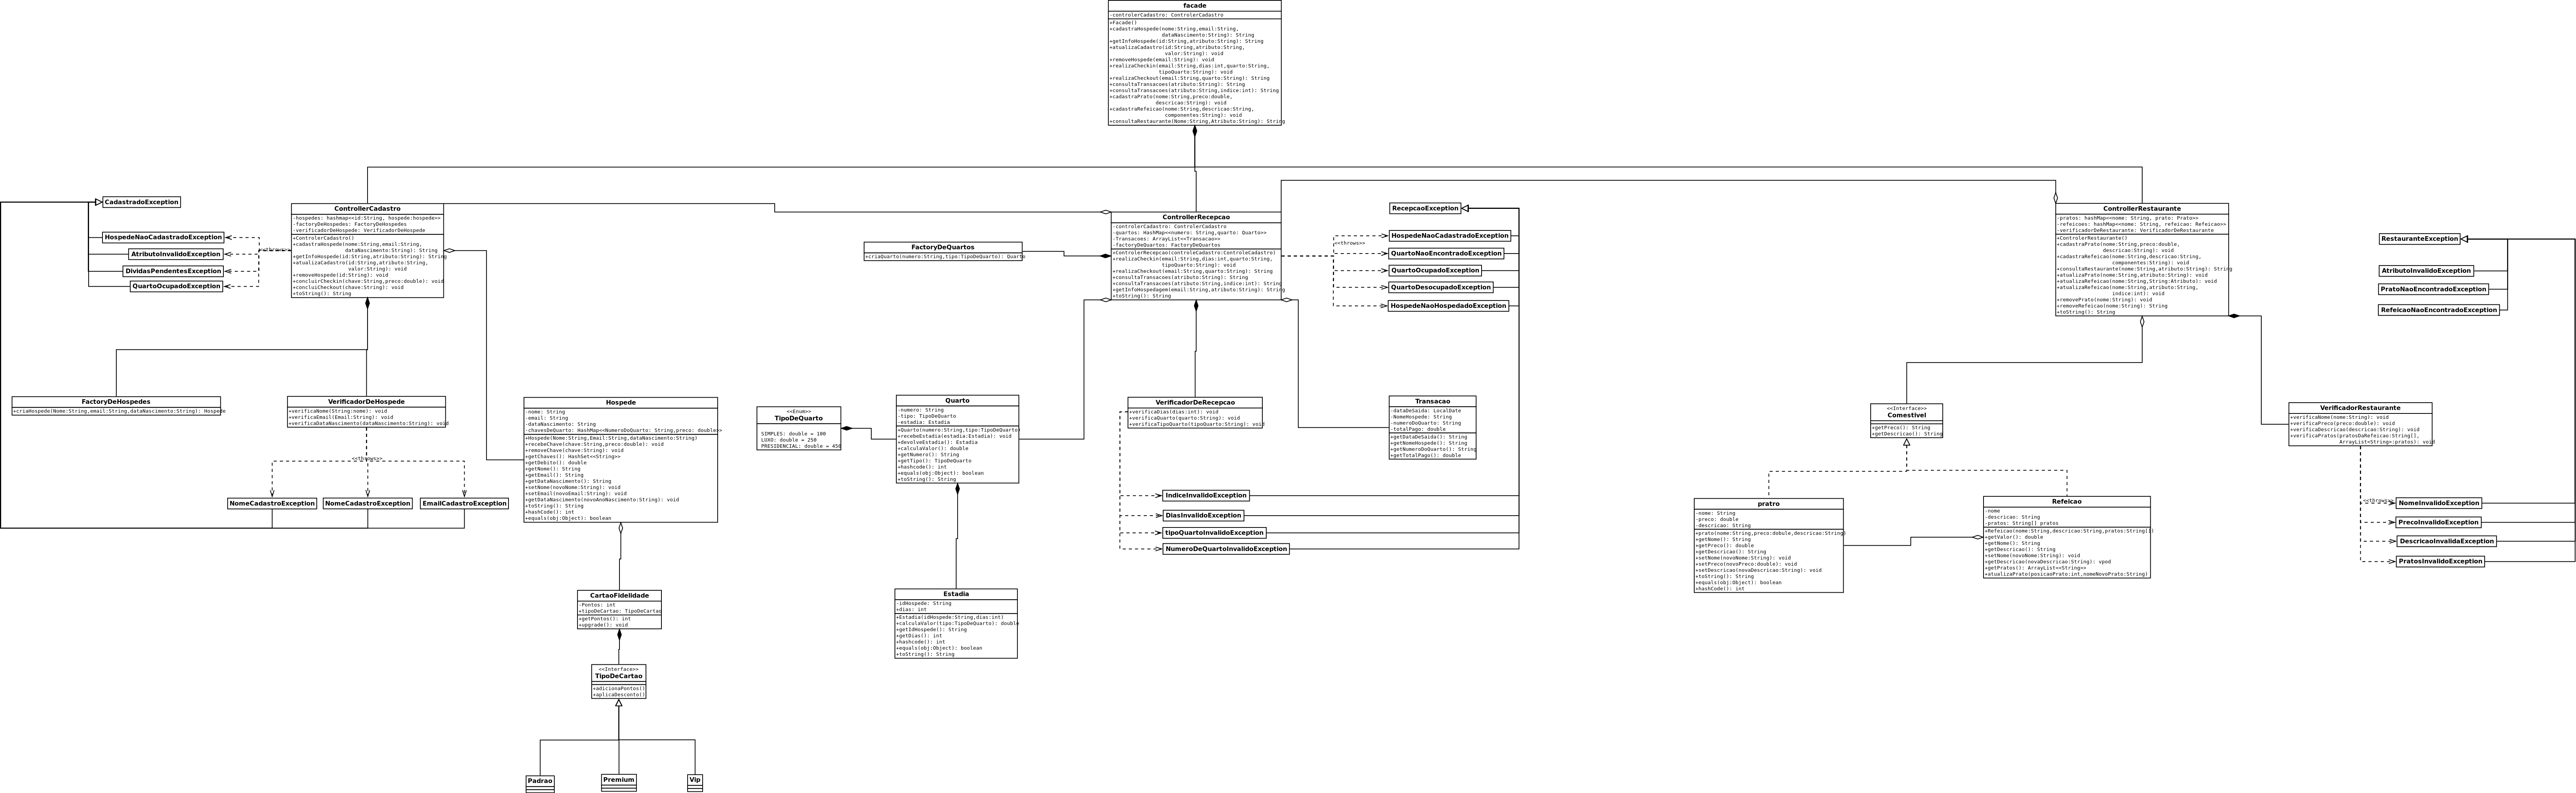 facade
-controlerCadastro: ControlerCadastro
+Facade()
+cadastraHospede(nome:String,email:String,
dataNascimento:String): String
+getInfoHospede(id:String,atributo:String): String
+atualizaCadastro(id:String,atributo:String,
valor:String): void
+removeHospede(email:String): void
+realizaCheckin(email:String,dias:int,quarto:String,
tipoQuarto:String): void
+realizaCheckout(email:String,quarto:String): String
+consultaTransacoes(atributo:String): String
+consultaTransacoes(atributo:String,indice:int): String
+cadastraPrato(nome:String,preco:double,
descricao:String): void
+cadastraRefeicao(nome:String,descricao:String,
componentes:String): void
+consultaRestaurante(Nome:String,Atributo:String): String
CadastradoException
HospedeNaoCadastradoException
AtributoInvalidoException
DividasPendentesException
QuartoOcupadoException
<<throws>>
ControllerCadastro
-hospedes: hashmap<<id:String, hospede:hospede>>
-factoryDeHospedes: FactoryDeHospedes
-verificadorDeHospede: VerificadorDeHospede
+ControlerCadastro()
+cadastraHospede(nome:String,email:String,
dataNascimento:String): String
+getInfoHospede(id:String,atributo:String): String
+atualizaCadastro(id:String,atributo:String,
valor:String): void
+removeHospede(id:String): void
+concluirCheckin(chave:String,preco:double): void
+concluiCheckout(chave:String): void
+toString(): String
FactoryDeQuartos
+criaQuarto(numero:String,tipo:TipoDeQuarto): Quarto
ControllerRecepcao
-controlerCadastro: ControlerCadastro
-quartos: HashMap<<numero:String,quarto: Quarto>>
-Transacoes: ArrayList<<Transacao>>
-factoryDeQuartos: FactoryDeQuartos
+ControlerRecepcao(controleCadastro:ControleCadastro)
+realizaCheckin(email:String,dias:int,quarto:String,
tipoQuarto:String): void
+realizaCheckout(email:String,quarto:String): String
+consultaTransacoes(atributo:String): String
+consultaTransacoes(atributo:String,indice:int): String
+getInfoHospedagem(email:String,atributo:String): String
+toString(): String
RecepcaoException
<<throws>>
HospedeNaoCadastradoException
QuartoNaoEncontradoException
QuartoOcupadoException
QuartoDesocupadoException
HospedeNaoHospedadoException
ControllerRestaurante
-pratos: hashMap<<nome: String, prato: Prato>>
-refeicoes: hashMap<<nome: String, refeicao: Refeicao>>
-verificadorDeRestaurante: VerificadorDeRestaurante
+ControlerRestaurante()
+cadastraPrato(nome:String,preco:double,
descricao:String): void
+cadastraRefeicao(nome:String,descricao:String,
componentes:String): void
+consultaRestaurante(nome:String,atributo:String): String
+atualizaPrato(nome:String,atributo:String): void
+atualizaRefeicao(nome:String,String:Atributo): void
+atualizaRefeicao(nome:String,atributo:String,
indice:int): void
+removePrato(nome:String): void
+removeRefeicao(nome:String): String
+toString(): String
RestauranteException
AtributoInvalidoException
PratoNaoEncontradoException
RefeicaoNaoEncontradoException
FactoryDeHospedes
+criaHospede(Nome:String,email:String,dataNascimento:String): Hospede
VerificadorDeHospede
+verificaNome(String:nome): void
+verificaEmail(Email:String): void
+verificaDataNascimento(dataNascimento:String): void
<<throws>>
NomeCadastroException
NomeCadastroException
EmailCadastroException
Hospede
-nome: String
-email: String
-dataNascimento: String
-chavesDeQuarto: HashMap<<NumeroDoQuarto: String,preco: double>>
+Hospede(Nome:String,Email:String,dataNascimento:String)
+recebeChave(chave:String,preco:double): void
+removeChave(chave:String): void
+getChaves(): HashSet<<String>>
+getDebito(): double
+getNome(): String
+getEmail(): String
+getDataNascimento(): String
+setNome(novoNome:String): void
+setEmail(novoEmail:String): void
+getDataNascimento(novoAnoNascimento:String): void
+toString(): String
+hashCode(): int
+equals(obj:Object): boolean
<<Enum>>
TipoDeQuarto
SIMPLES: double = 100
LUXO: double = 250
PRESIDENCIAL: double = 450
Quarto
-numero: String
-tipo: TipoDeQuarto
-estadia: Estadia
+Quarto(numero:String,tipo:TipoDeQuarto)
+recebeEstadia(estadia:Estadia): void
+devolveEstadia(): Estadia
+calculaValor(): double
+getNumero(): String
+getTipo(): TipoDeQuarto
+hashcode(): int
+equals(obj:Object): boolean
+toString(): String
VerificadorDeRecepcao
+verificaDias(dias:int): void
+verificaQuarto(quarto:String): void
+verificaTipoQuarto(tipoQuarto:String): void
IndiceInvalidoException
DiasInvalidoException
tipoQuartoInvalidoException
NumeroDeQuartoInvalidoException
Transacao
-dataDeSaida: LocalDate
-NomeHospede: String
-numeroDoQuarto: String
-totalPago: double
+getDataDeSaida(): String
+getNomeHospede(): String
+getNumeroDoQuarto(): String
+getTotalPago(): double
<<Interface>>
Comestivel
+getPreco(): String
+getDescricao(): String
VerificadorRestaurante
+verificaNome(nome:String): void
+verificaPreco(preco:double): void
+verificaDescricao(descricao:String): void
+verificaPratos(pratosDaRefeicao:String[],
ArrayList<String>:pratos): void
<<throws>>
NomeInvalidoException
PrecoInvalidoException
DescricaoInvalidaException
PratosInvalidoException
pratro
-nome: String
-preco: double
-descricao: String
+prato(nome:String,preco:dobule,descricao:String)
+getNome(): String
+getPreco(): double
+getDescricao(): String
+setNome(novoNome:String): void
+setPreco(novoPreco:double): void
+setDescricao(novaDescricao:String): void
+toString(): String
+equals(obj:Object): boolean
+hashCode(): int
Refeicao
-nome
-descricao: String
-pratos: String[] pratos
+Refeicao(nome:String,descricao:String,pratos:String[])
+getValor(): double
+getNome(): String
+getDescricao(): String
+setNome(novoNome:String): void
+getDescricao(novaDescricao:String): vpod
+getPratos(): ArrayList<<String>>
+atualizaPrato(posicaoPrato:int,nomeNovoPrato:String)
CartaoFidelidade
-Pontos: int
+tipoDeCartao: TipoDeCartao
+getPontos(): int
+upgrade(): void
Estadia
-idHospede: String
+dias: int
+Estadia(idHospede:String,dias:int)
+calculaValor(tipo:TipoDeQuarto): double
+getIdHospede(): String
+getDias(): int
+hashcode(): int
+equals(obj:Object): boolean
+toString(): String
<<Interface>>
TipoDeCartao
+adicionaPontos()
+aplicaDesconto()
Padrao
Premium
Vip